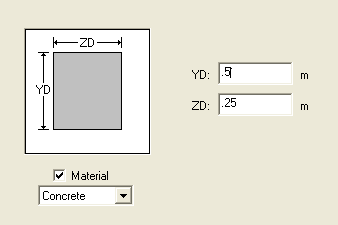 ZD
YD
YD: .5 m
ZD: .25 m
Material
Concrete